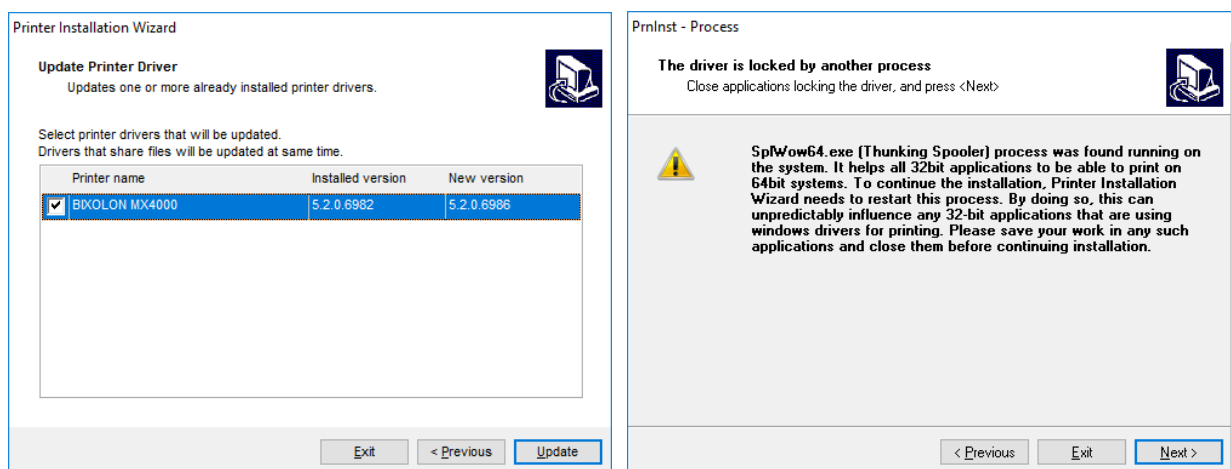 Printer Installation Wizard
Update Printer Driver
Updates one or more already installed printer drivers.
Select printer drivers that will be updated.
Drivers that share files will be updated at same time.
Printer name Installed version New version
BIXOLON MX4000 5.2.0.6982 5.2.0.6986
Exit < Previous Update
PrnInst - Process
The driver is locked by another process
Close applications locking the driver, and press <Next>
SplWow64.exe (Thunking Spooler) process was found running on
the system. It helps all 32bit applications to be able to print on
64bit systems. To continue the installation, Printer Installation
Wizard needs to restart this process. By doing so, this can
unpredictably influence any 32-bit applications that are using
windows drivers for printing. Please save your work in any such
applications and close them before continuing installation.
< Previous Exit Next >